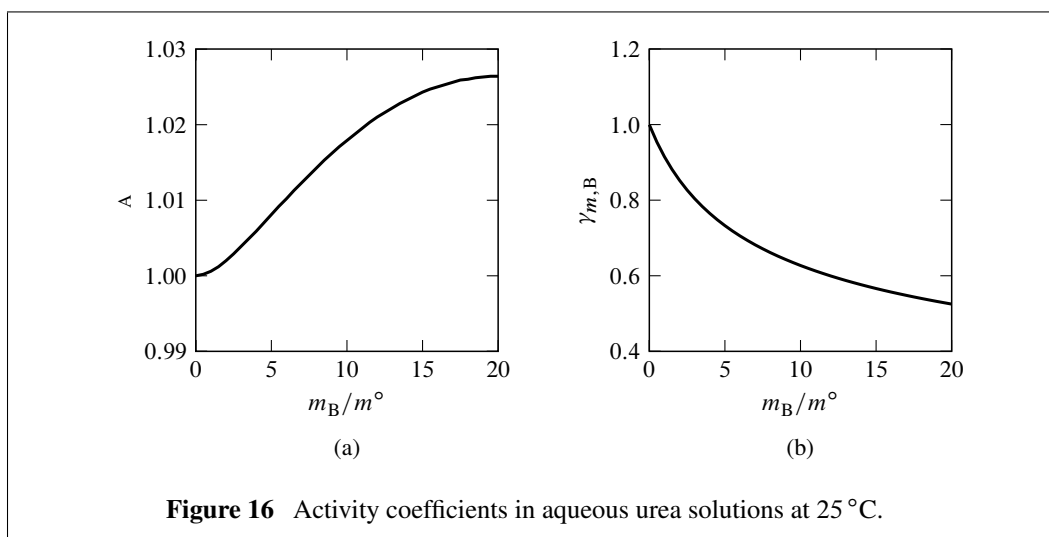 1.03
1.02
1.01
1.00
0.99
A
0 5 10 15 20
m_B/m°
(a)
1.2
1.0
0.8
0.6
0.4
γ_{m,B}
0 5 10 15 20
m_B/m°
(b)
Figure 16 Activity coefficients in aqueous urea solutions at 25 °C.